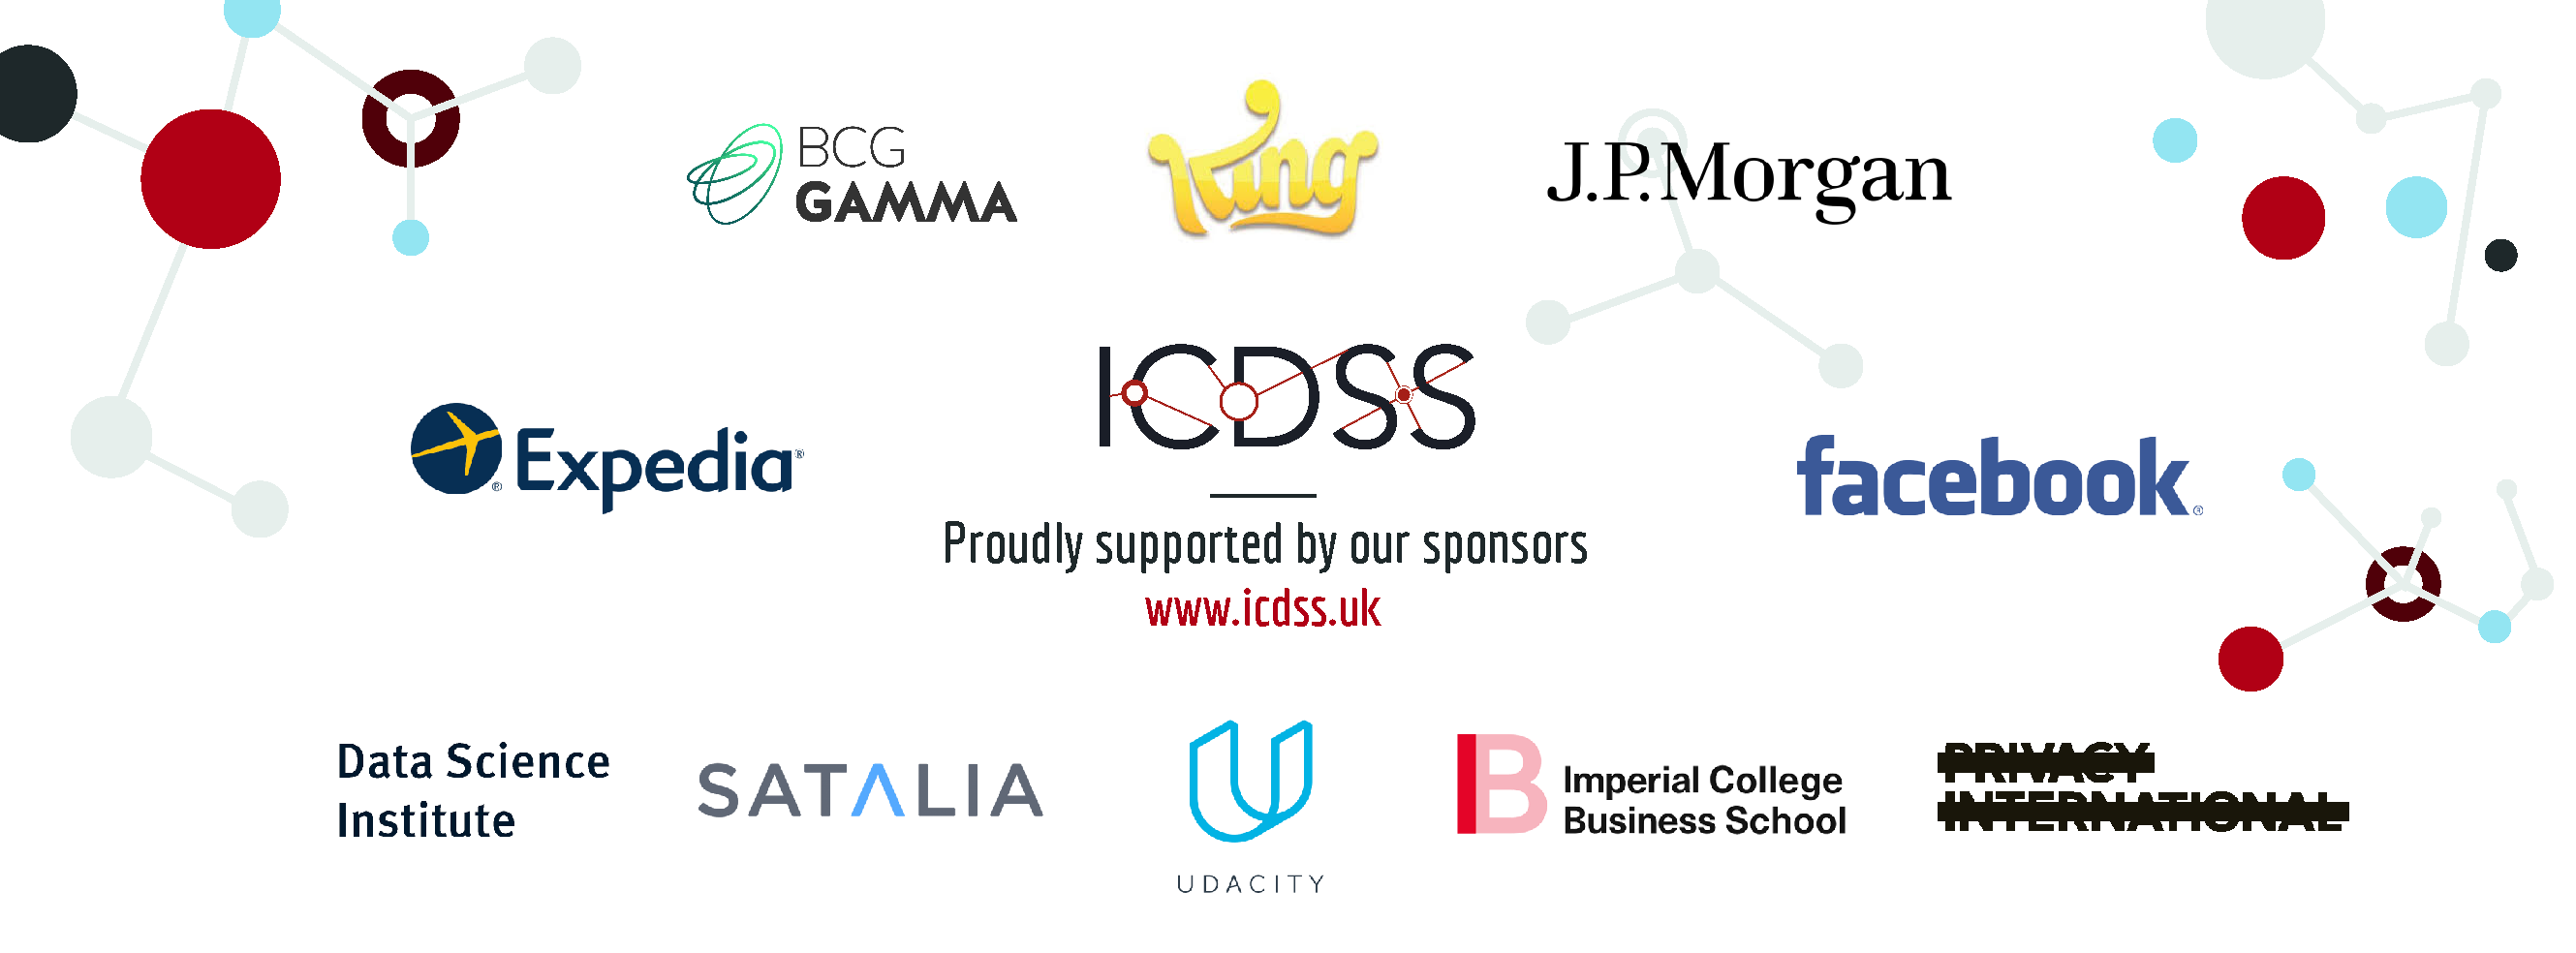 BCG
GAMMA
King
J.P.Morgan
ICDSS
Expedia®
facebook®
Proudly supported by our sponsors
www.icdss.uk
Data Science
Institute
SATALIA
UDACITY
IB
Imperial College
Business School
PRIVACY
INTERNATIONAL